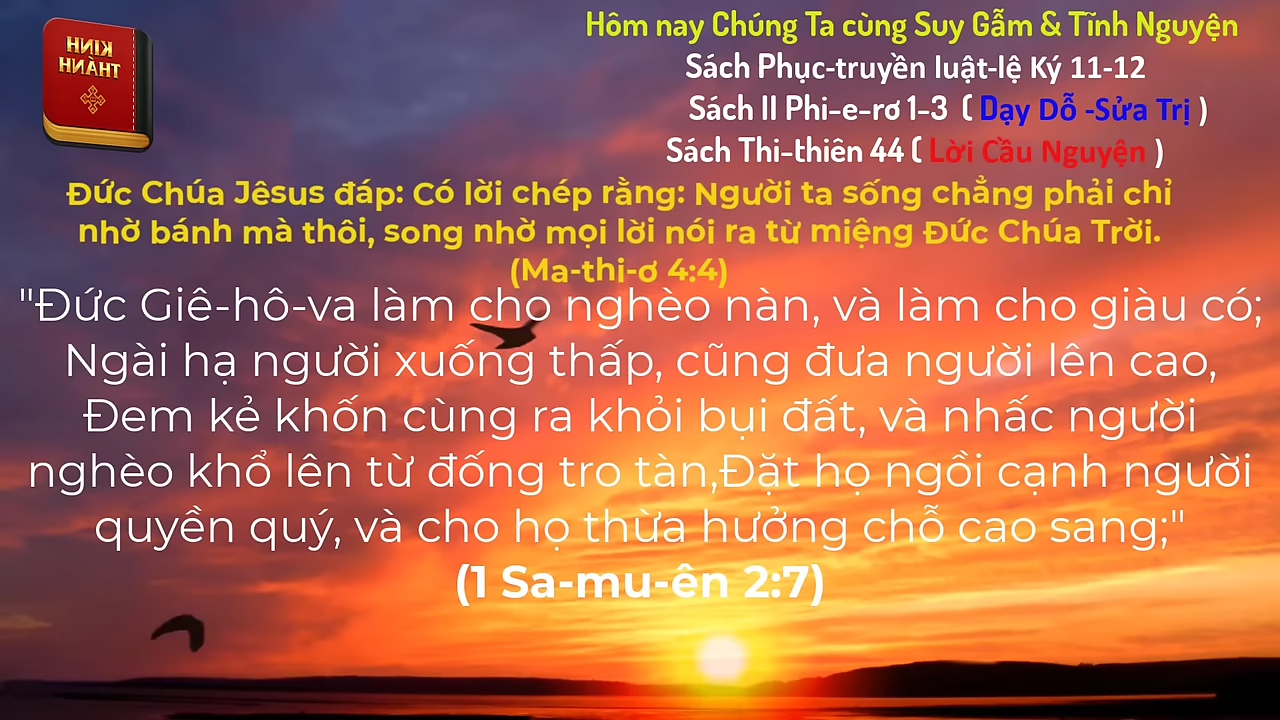 KINH
THÀNH
Hôm nay Chúng Ta cùng Suy Gẫm & Tĩnh Nguyện
Sách Phục-truyền luật-lệ Ký 11-12
Sách II Phi-e-rơ 1-3 ( Dạy Dỗ -Sửa Trị )
Sách Thi-thiên 44 ( Lời Cầu Nguyện )
Đức Chúa Jêsus đáp: Có lời chép rằng: Người ta sống chẳng phải chỉ
nhờ bánh mà thôi, song nhờ mọi lời nói ra từ miệng Đức Chúa Trời.
(Ma-thi-ơ 4:4)
"Đức Giê-hô-va làm cho nghèo nàn, và làm cho giàu có;
Ngài hạ người xuống thấp, cũng đưa người lên cao,
Đem kẻ khốn cùng ra khỏi bụi đất, và nhấc người
nghèo khổ lên từ đống tro tàn,Đặt họ ngồi cạnh người
quyền quý, và cho họ thừa hưởng chỗ cao sang;"
(1 Sa-mu-ên 2:7)